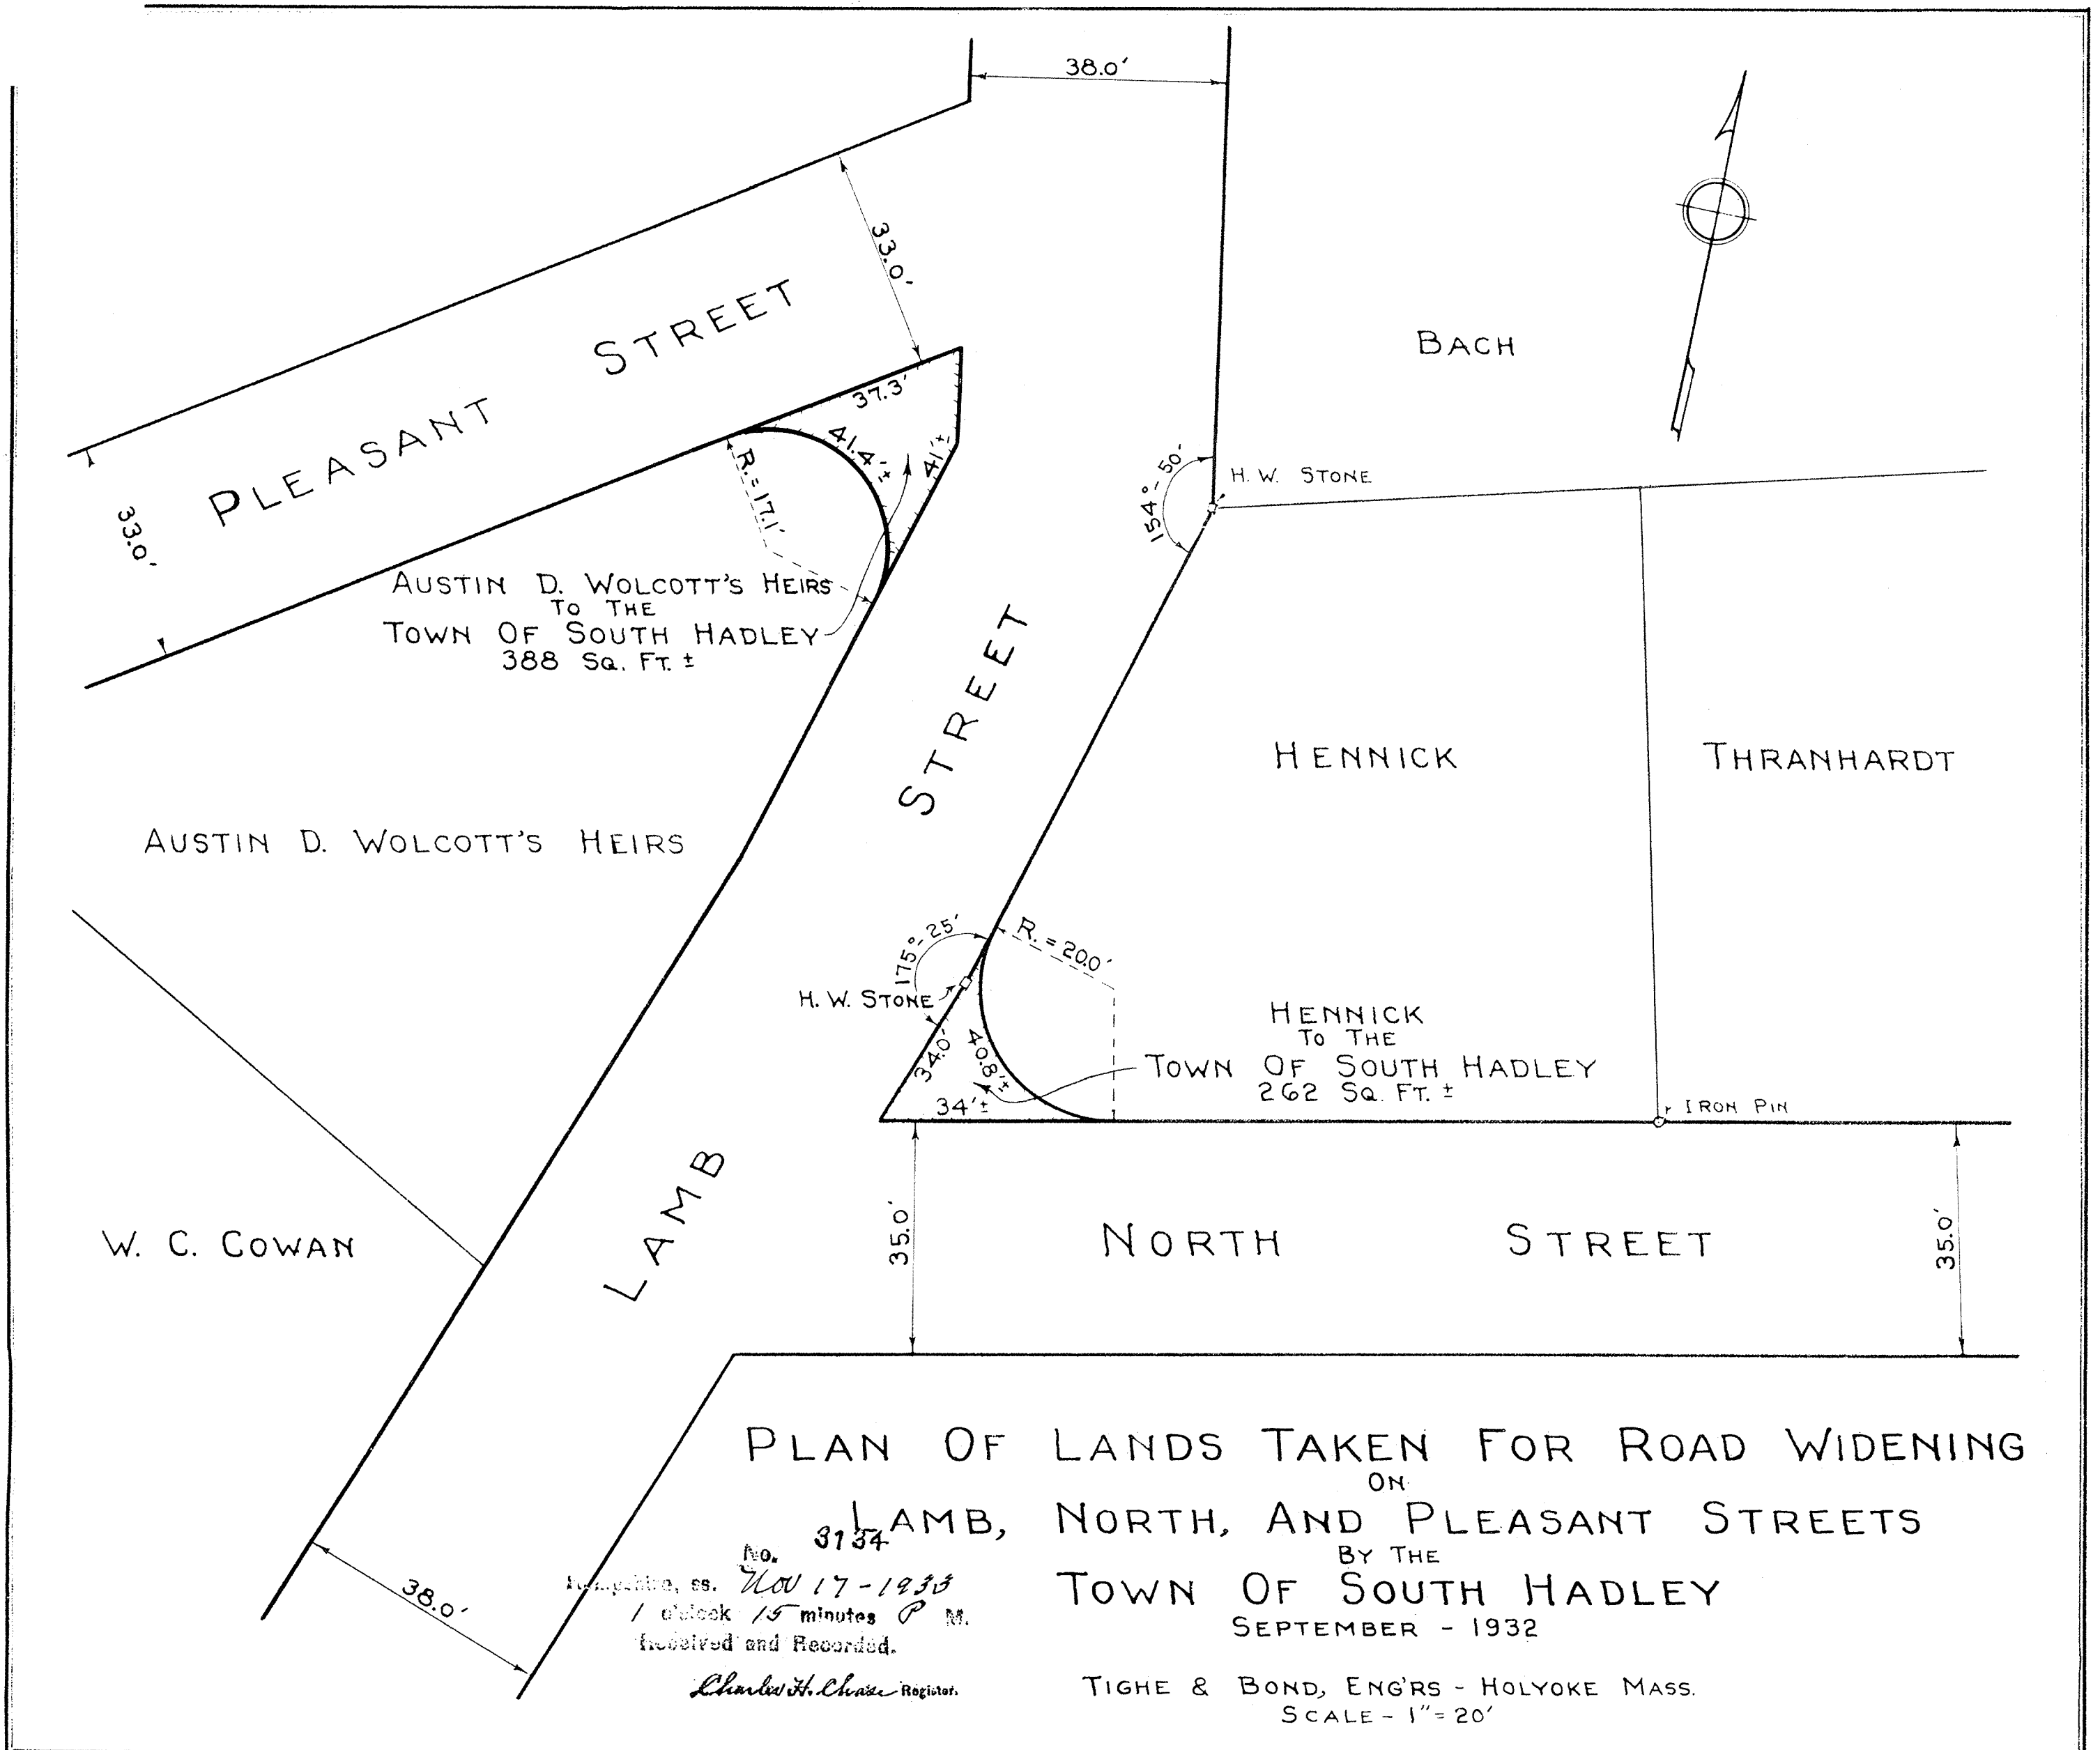 38.0'
33.0'
PLEASANT STREET
BACH
37.3'
41.4'±
41'±
R.=17.1'
33.0'
154°-50'
H. W. STONE
AUSTIN D. WOLCOTT'S HEIRS
TO THE
TOWN OF SOUTH HADLEY
388 SQ. FT. ±
LAMB STREET
HENNICK
THRANHARDT
AUSTIN D. WOLCOTT'S HEIRS
175°-25'
R. = 20.0'
H. W. STONE
34.0'
40.8'±
34'±
HENNICK
TO THE
TOWN OF SOUTH HADLEY
262 SQ. FT. ±
IRON PIN
W. C. COWAN
35.0'
NORTH STREET
35.0'
38.0'
PLAN OF LANDS TAKEN FOR ROAD WIDENING
ON
LAMB, NORTH, AND PLEASANT STREETS
BY THE
TOWN OF SOUTH HADLEY
SEPTEMBER - 1932
TIGHE & BOND, ENG'RS - HOLYOKE MASS.
SCALE - 1" = 20'
No. 3734
Hampshire, ss. Nov 17-1933
1 o'clock 15 minutes P M.
Received and Recorded.
Charles H. Chase Register.